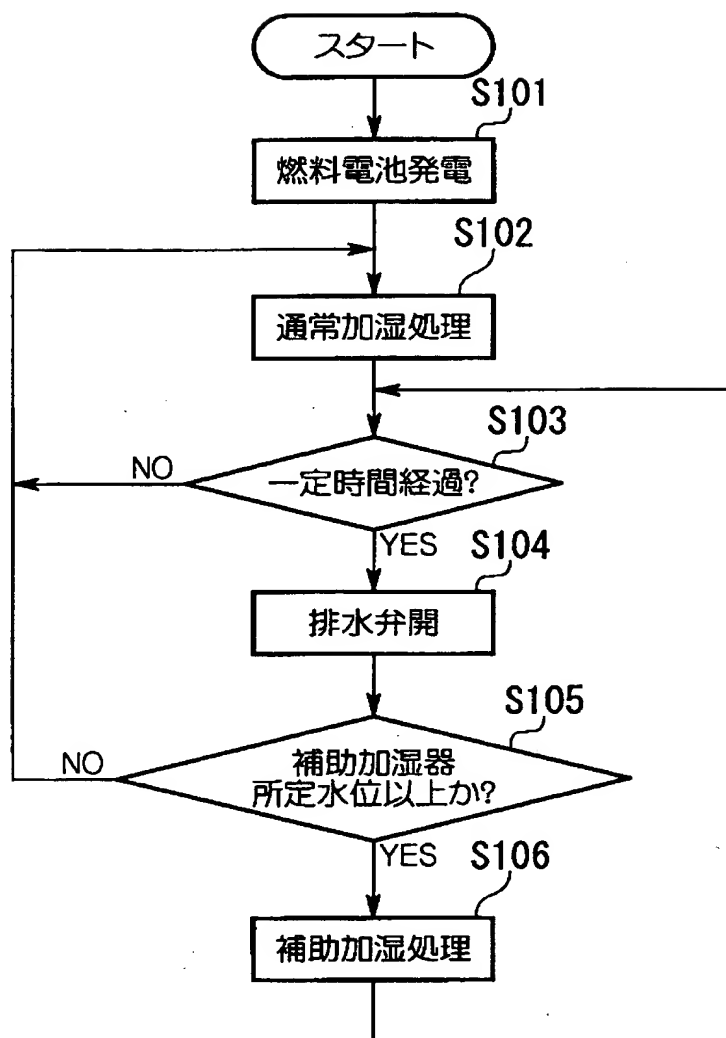 スタート
S101
燃料電池発電
S102
通常加湿処理
S103
NO
一定時間経過?
YES
S104
排水弁開
S105
NO
補助加湿器
所定水位以上か?
YES
S106
補助加湿処理